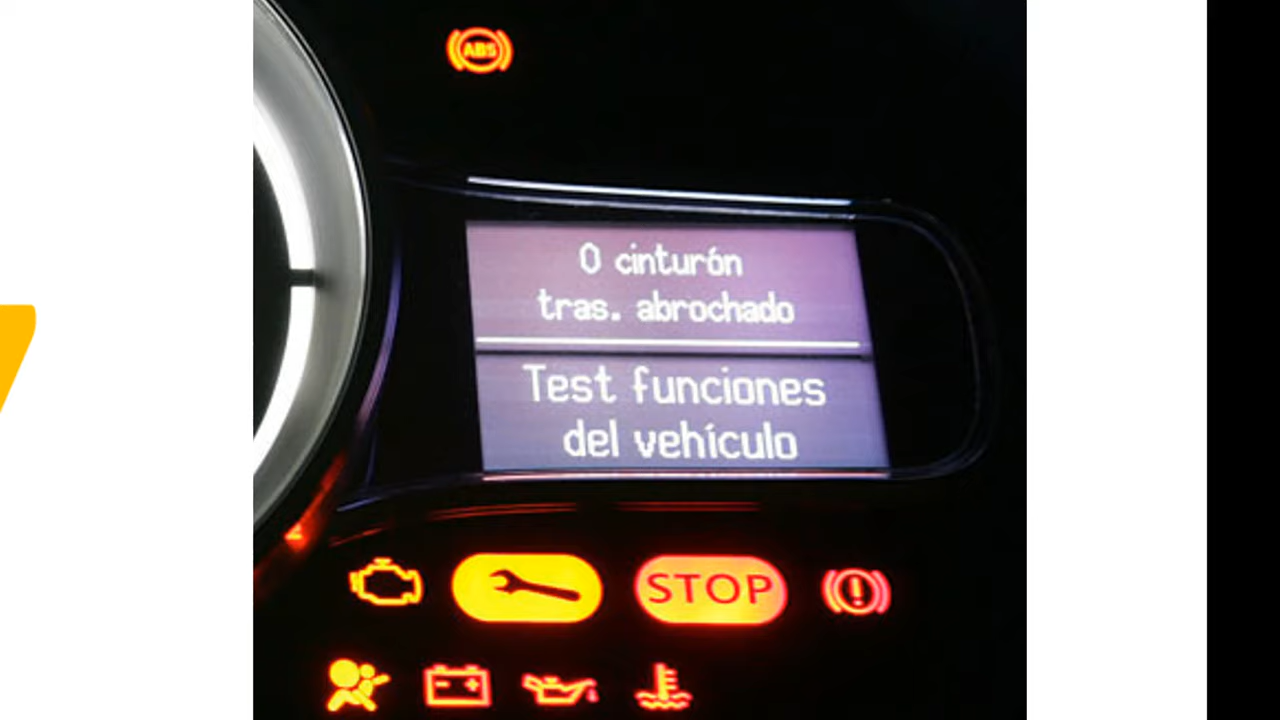 ABS
0 cinturón
tras. abrochado
Test funciones
del vehículo
STOP